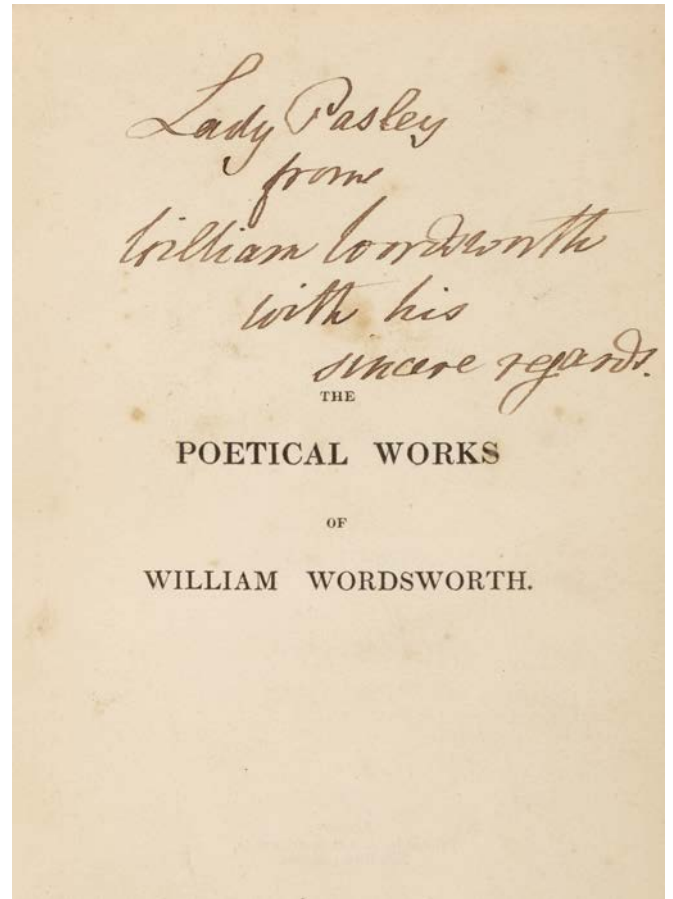 Lady Pasley
from
William Wordsworth
with his
sincere regards.
THE
POETICAL WORKS
OF
WILLIAM WORDSWORTH.